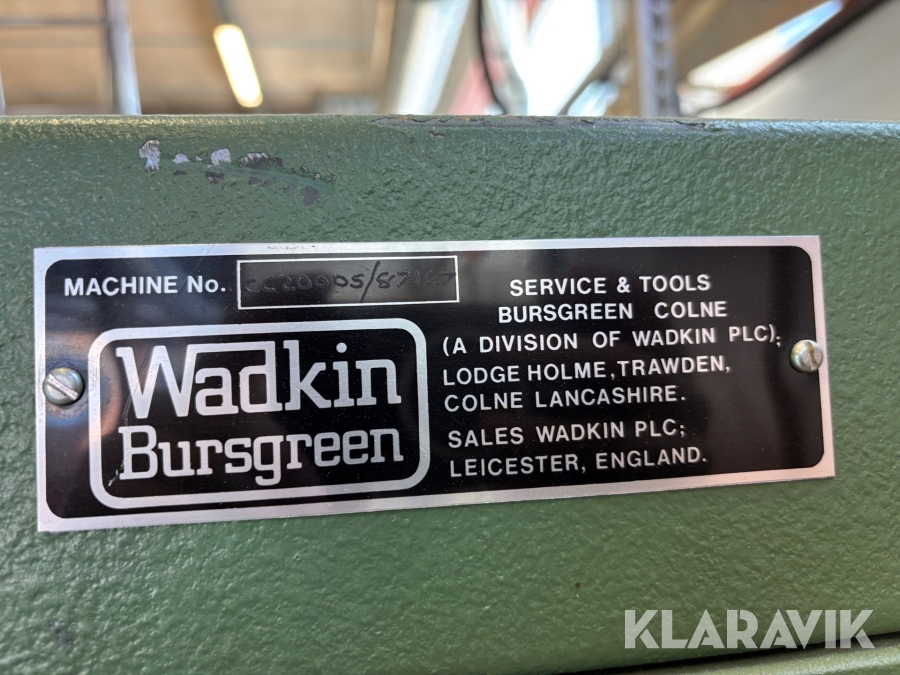 MACHINE No.
Wadkin
Bursgreen
SERVICE & TOOLS
BURSGREEN COLNE
(A DIVISION OF WADKIN PLC);
LODGE HOLME, TRAWDEN,
COLNE LANCASHIRE.
SALES WADKIN PLC;
LEICESTER, ENGLAND.
KLARAVIK